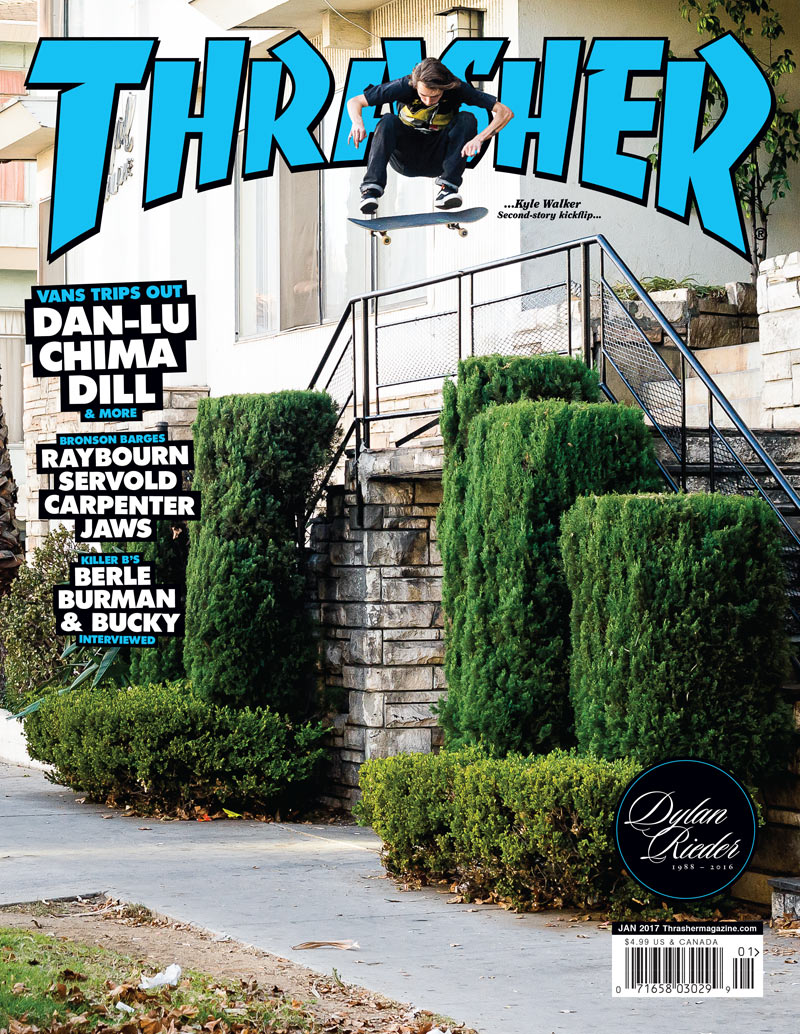 THRASHER
®
...Kyle Walker
Second-story kickflip...
VANS TRIPS OUT
DAN-LU
CHIMA
DILL
& MORE
BRONSON BARGES
RAYBOURN
SERVOLD
CARPENTER
JAWS
KILLER B'S
BERLE
BURMAN
& BUCKY
INTERVIEWED
Dylan
Rieder
1988 – 2016
JAN 2017 Thrashermagazine.com
$4.99 US & CANADA
01>
0 71658 03029 9